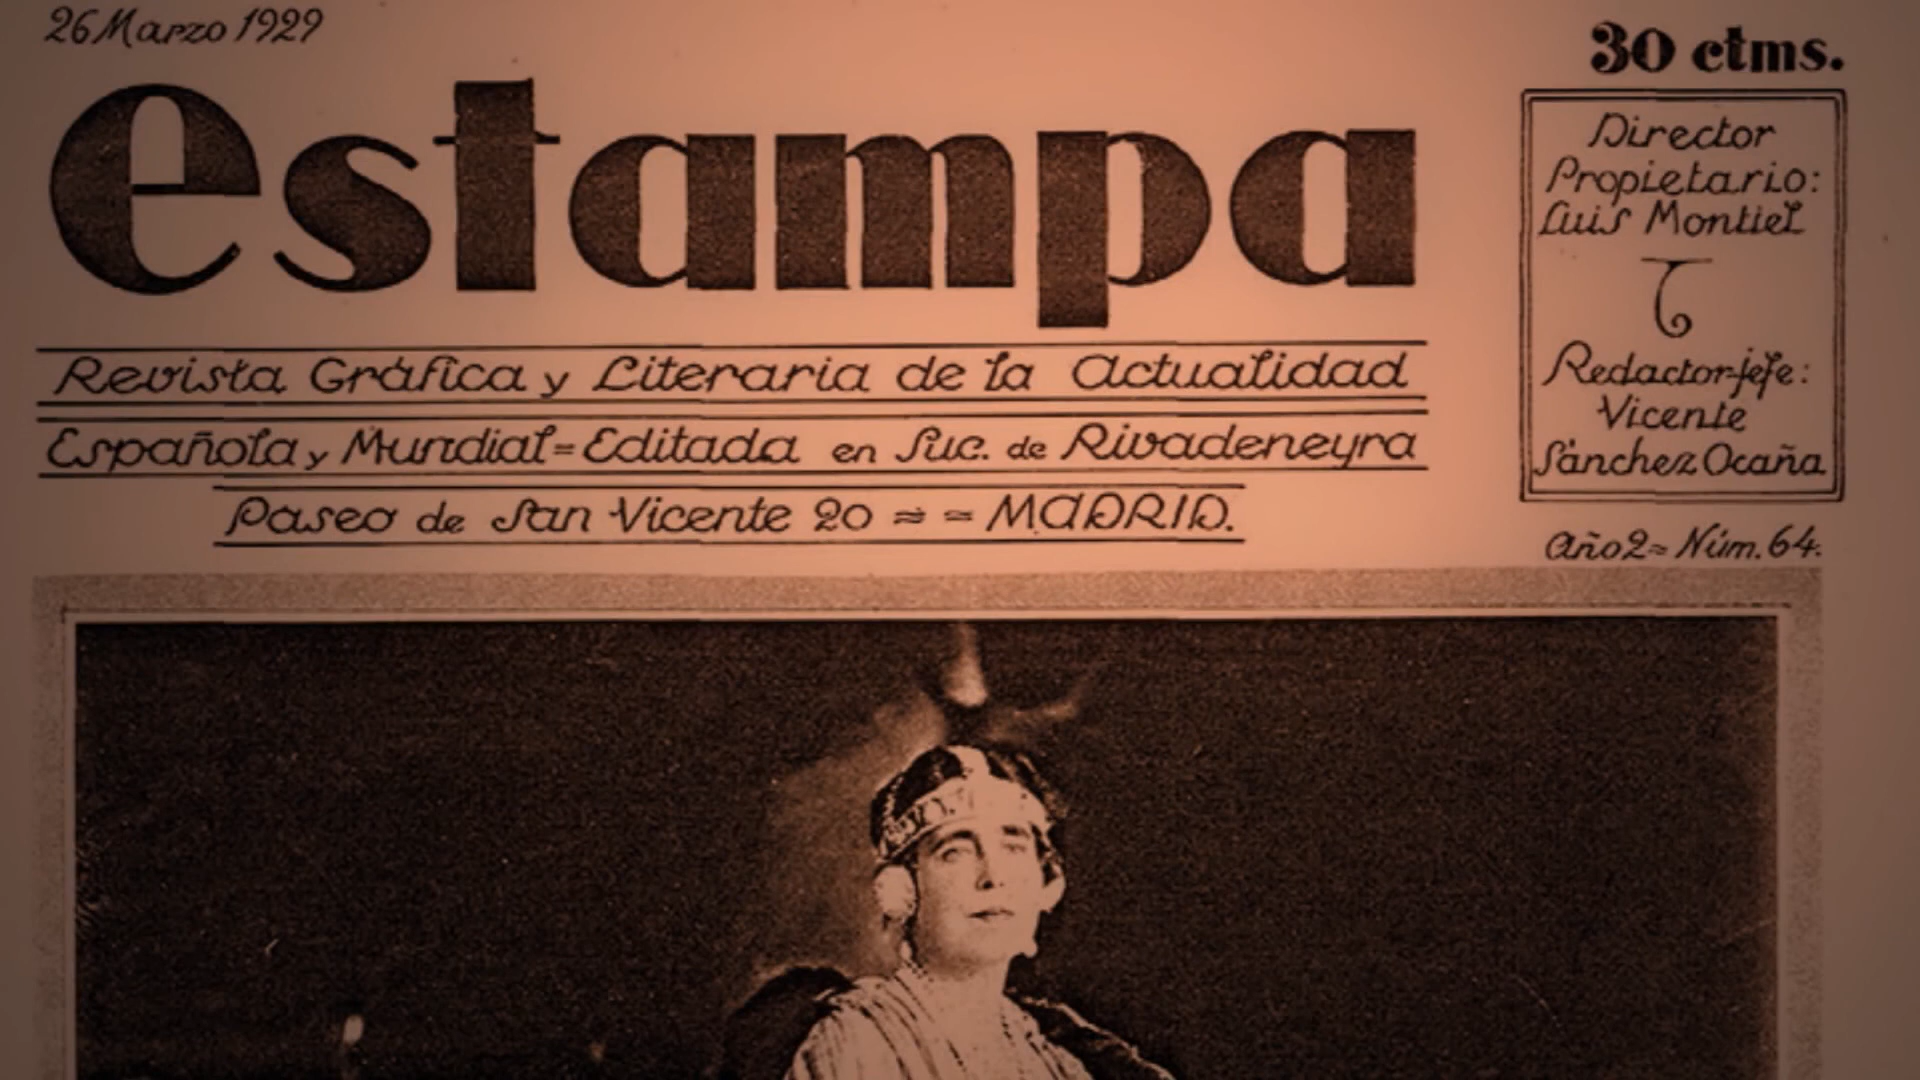 26 Marzo 1929
30 ctms.
estampa
Revista Gráfica y Literaria de la Actualidad
Española y Mundial = Editada en Suc. de Rivadeneyra
Paseo de San Vicente 20 = = MADRID.
Director
Propietario:
Luis Montiel
Redactor-jefe:
Vicente
Sánchez Ocaña
Año 2 = Núm. 64.